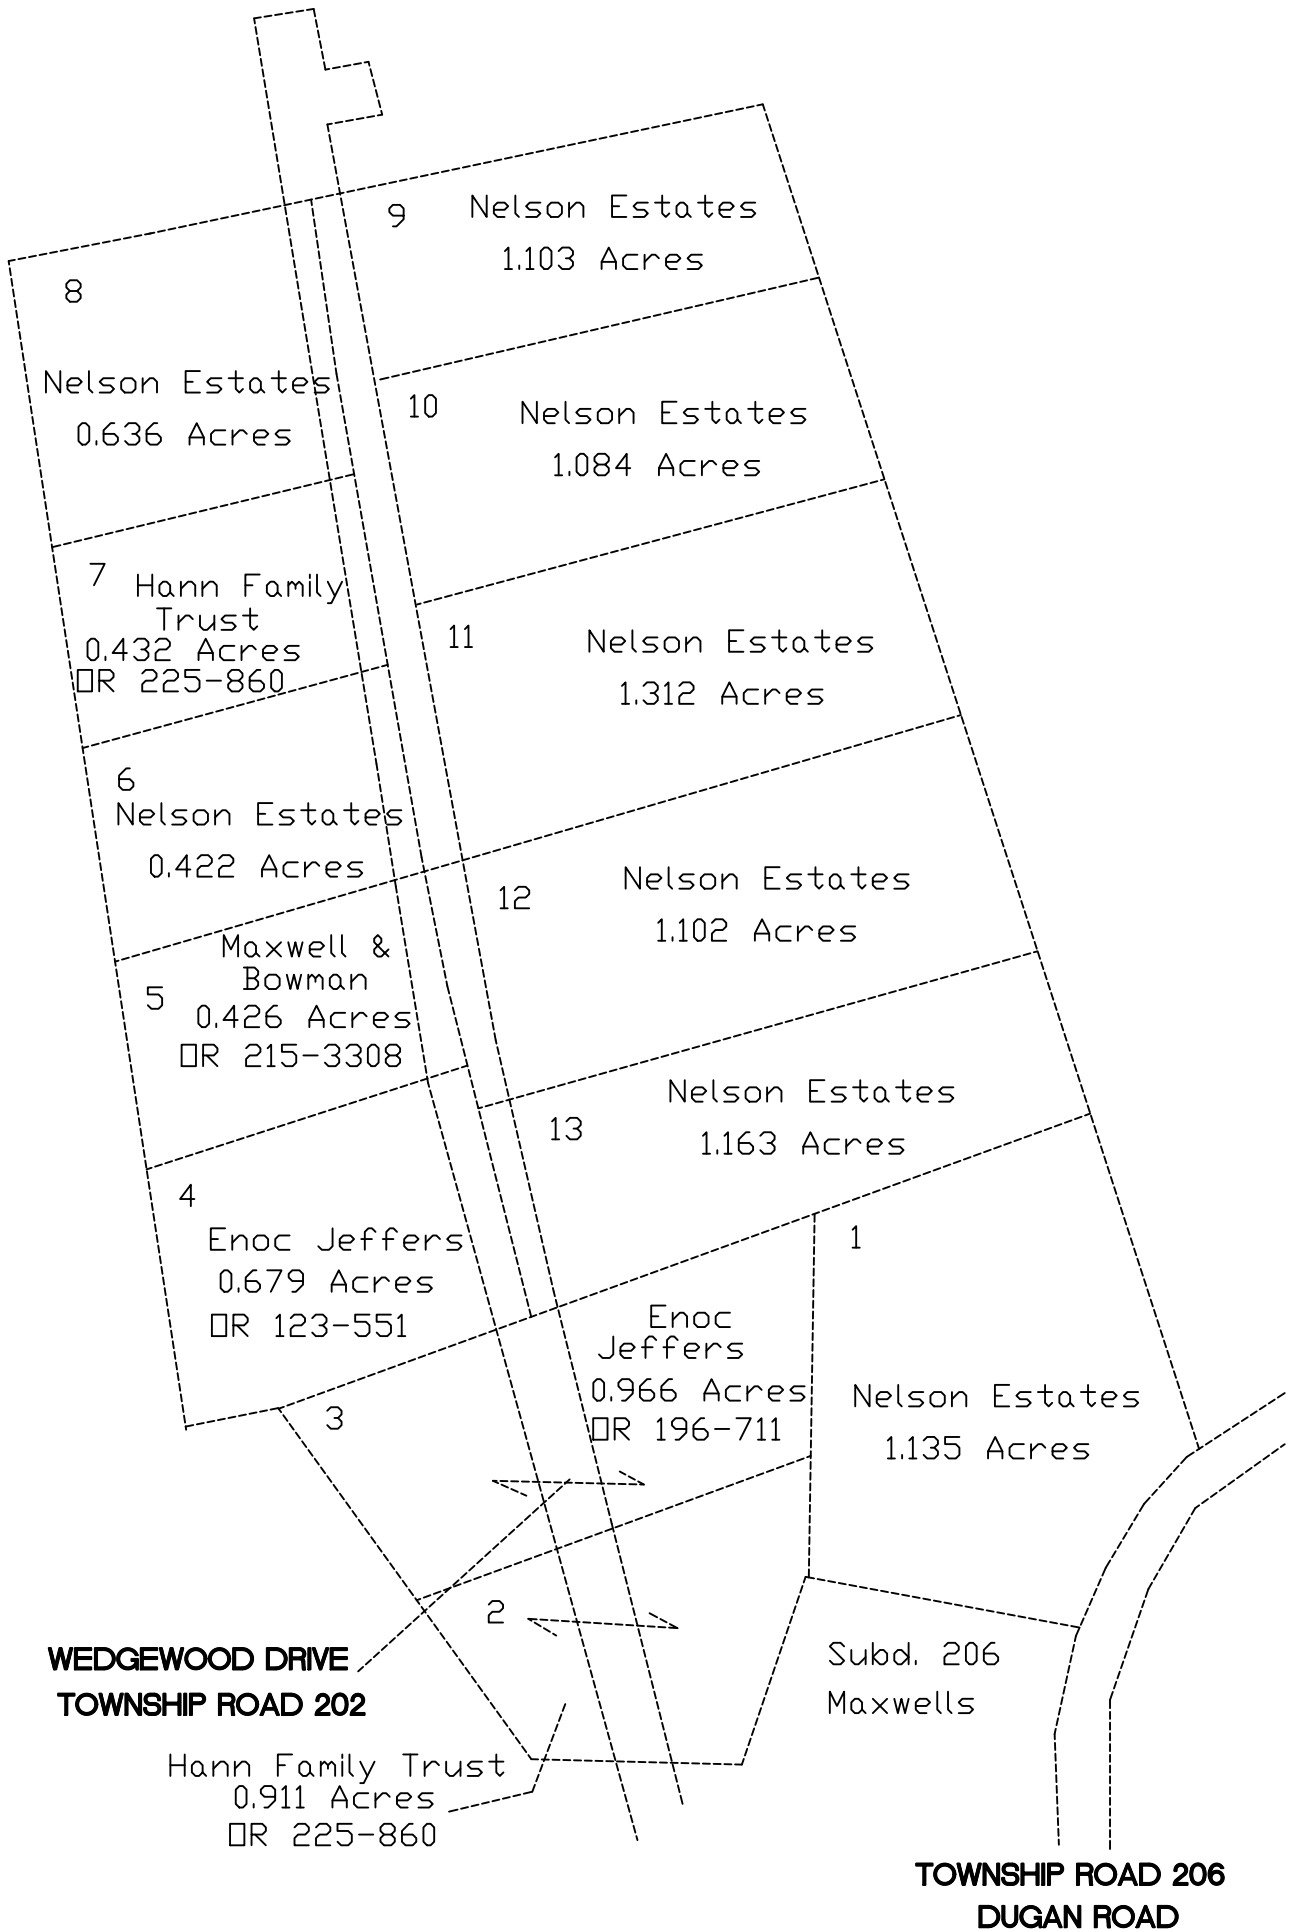 9
Nelson Estates
1.103 Acres
8
Nelson Estates
0.636 Acres
10
Nelson Estates
1.084 Acres
7
Hann Family
Trust
0.432 Acres
OR 225-860
11
Nelson Estates
1.312 Acres
6
Nelson Estates
0.422 Acres
12
Nelson Estates
1.102 Acres
5
Maxwell &
Bowman
0.426 Acres
OR 215-3308
13
Nelson Estates
1.163 Acres
4
Enoc Jeffers
0.679 Acres
OR 123-551
3
Enoc
Jeffers
0.966 Acres
OR 196-711
1
Nelson Estates
1.135 Acres
2
WEDGEWOOD DRIVE
TOWNSHIP ROAD 202
Hann Family Trust
0.911 Acres
OR 225-860
Subd. 206
Maxwells
TOWNSHIP ROAD 206
DUGAN ROAD